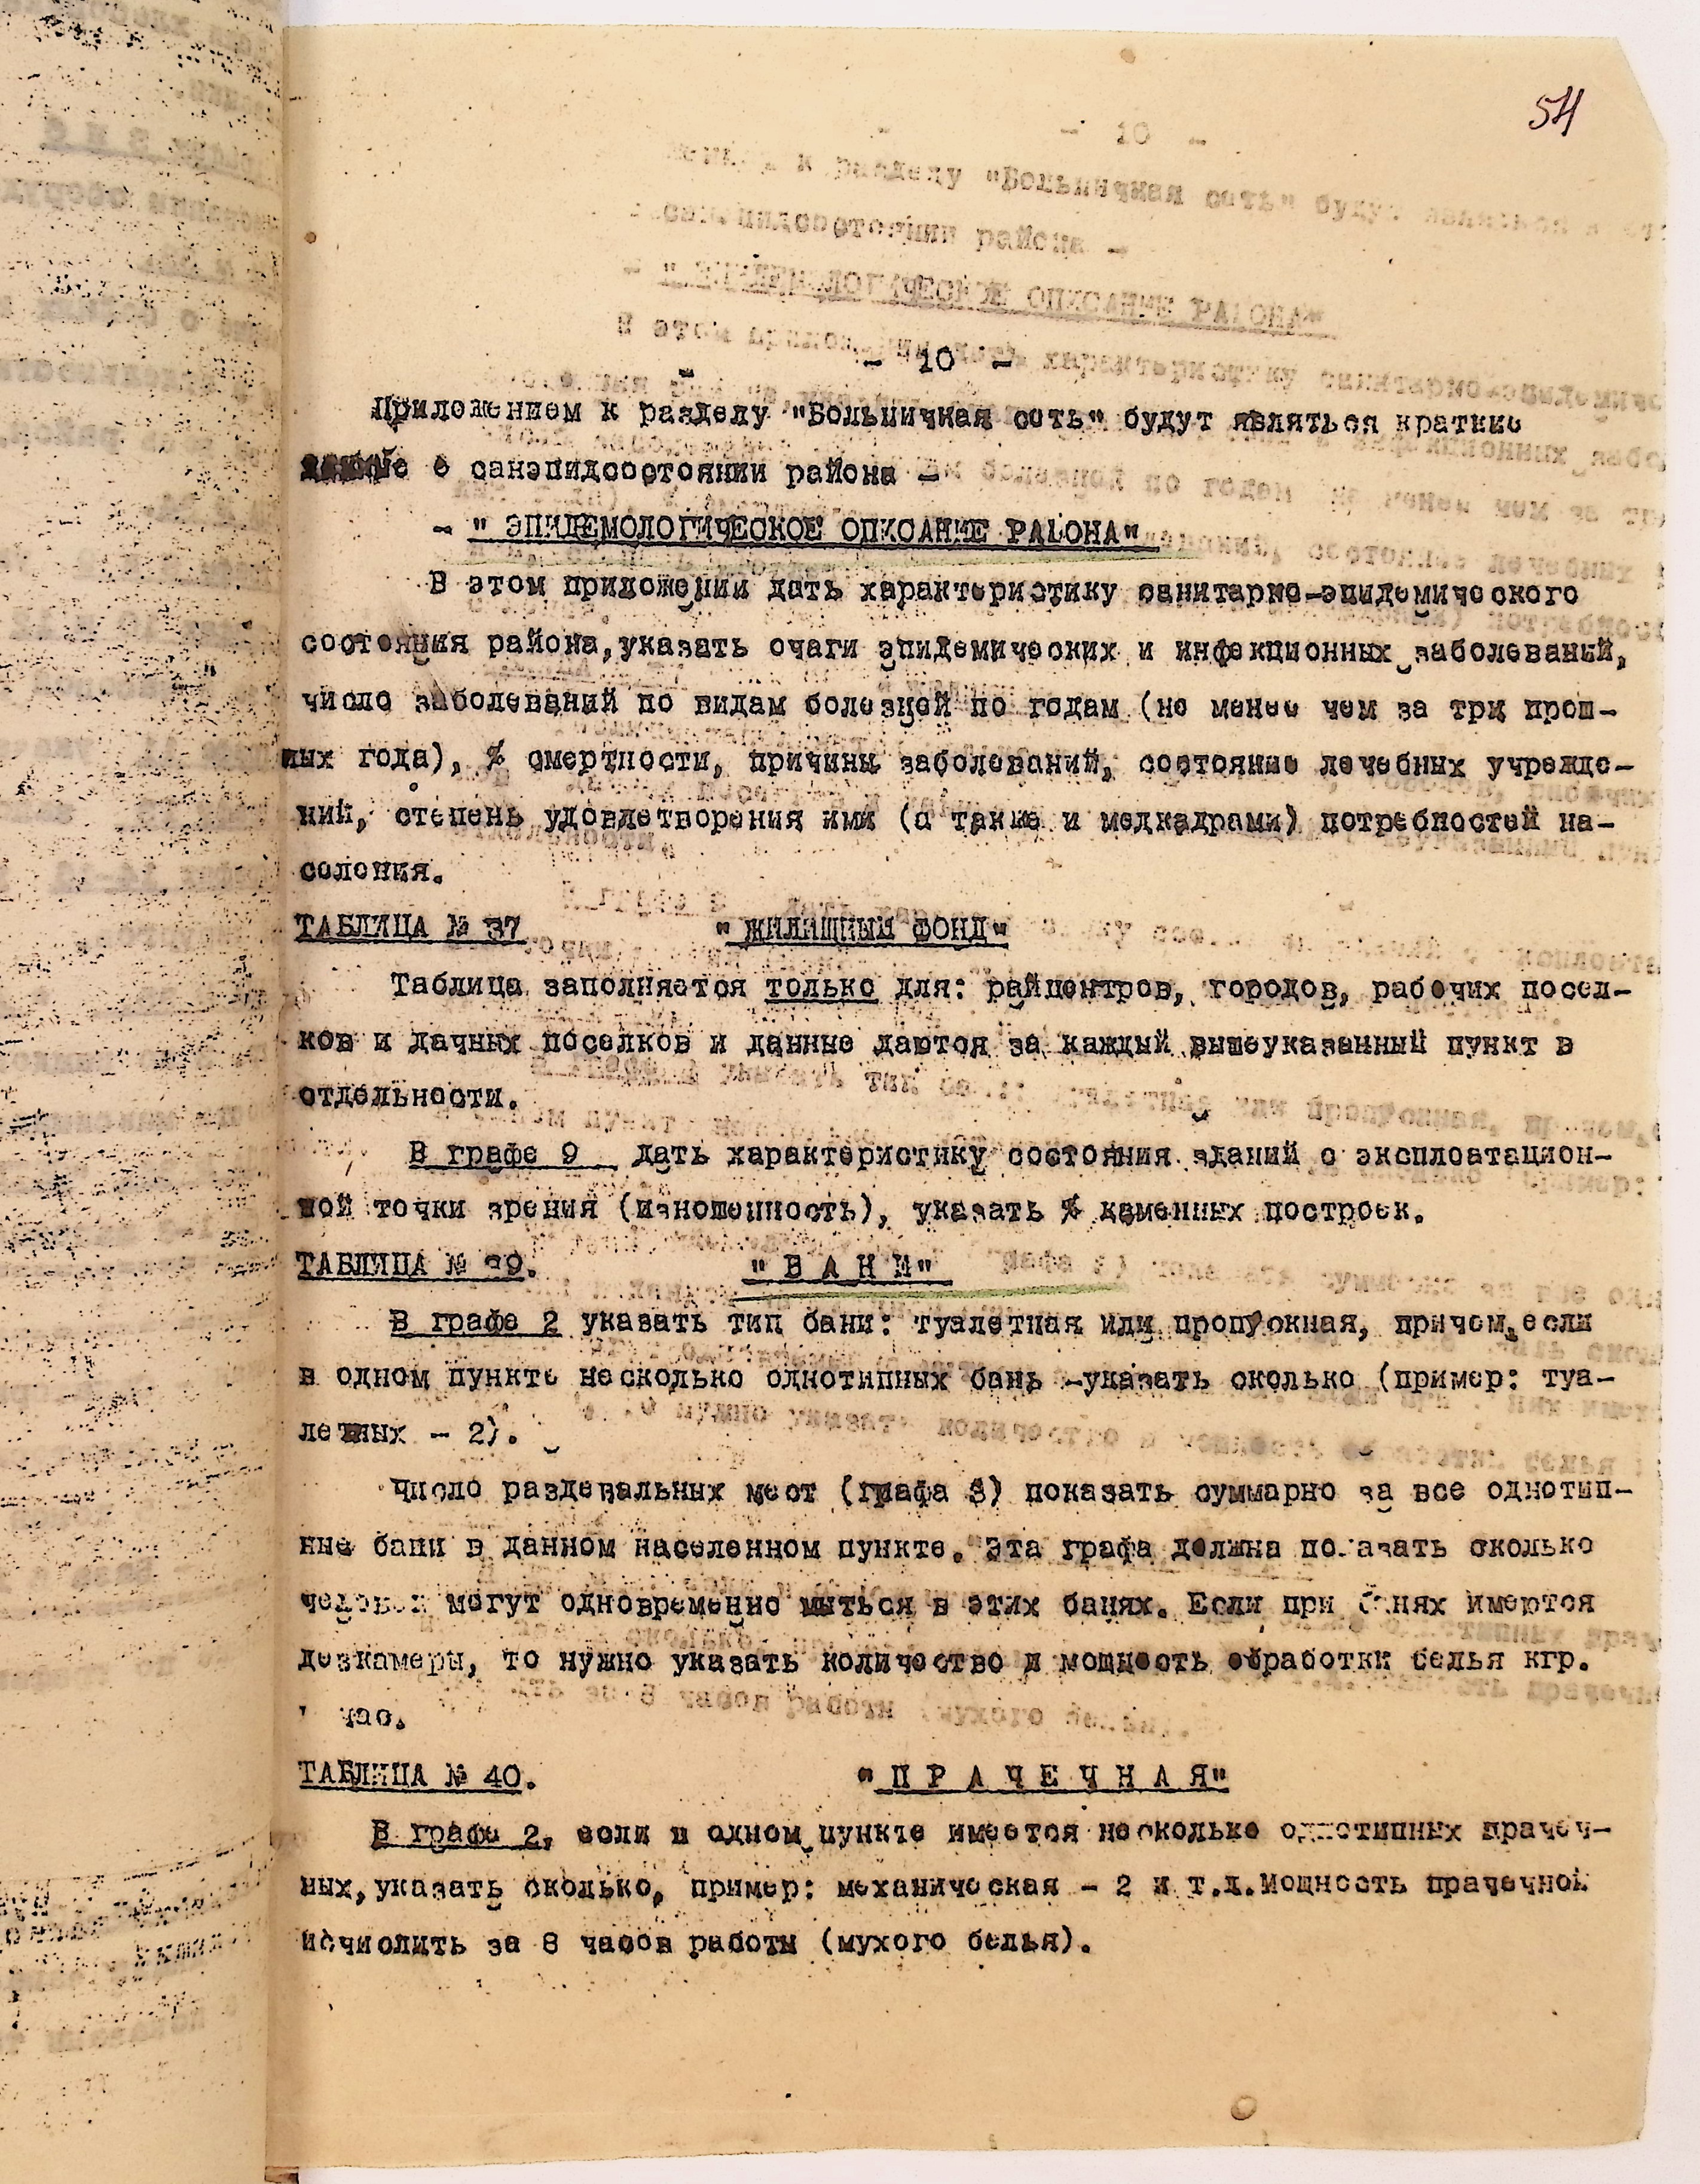 54
- 10 -
Приложением к разделу "Больничная сеть" будут являться краткие
о санэпидсостоянии района -
- " ЭПИДЕМОЛОГИЧЕСКОЕ ОПИСАНИЕ РАЙОНА"
В этом приложении дать характеристику санитарно-эпидемического
состояния района, указать очаги эпидемических и инфекционных заболеваний,
число заболеваний по видам болезней по годам (не менее чем за три прош-
лых года), % смертности, причины заболеваний, состояние лечебных учрежде-
ний, степень удовлетворения ими (а также и медкадрами) потребностей на-
селения.
ТАБЛИЦА № 37 "ЖИЛИЩНЫЙ ФОНД"
Таблица заполняется только для: райцентров, городов, рабочих посел-
ков и дачных поселков и данные даются за каждый вышеуказанный пункт в
отдельности.
В графе 9 дать характеристику состояния зданий с эксплоатацион-
ной точки зрения (изношенность), указать % каменных построек.
ТАБЛИЦА № 39. " Б А Н И"
В графе 2 указать тип бани: туалетная или пропускная, причем, если
в одном пункте несколько однотипных бань -указать сколько (пример: туа-
летных - 2).
Число раздевальных мест (графа 3) показать суммарно за все однотип-
ные бани в данном населенном пункте. Эта графа должна показать сколько
человек могут одновременно мыться в этих банях. Если при банях имеются
дезкамеры, то нужно указать количество и мощность обработки белья кгр.
час.
ТАБЛИЦА № 40. "П Р А Ч Е Ч Н А Я"
В графе 2, если в одном пункте имеется несколько однотипных прачеч-
ных, указать сколько, пример: механическая - 2 и т.д. Мощность прачечной
исчислить за 8 часов работы (мухого белья).